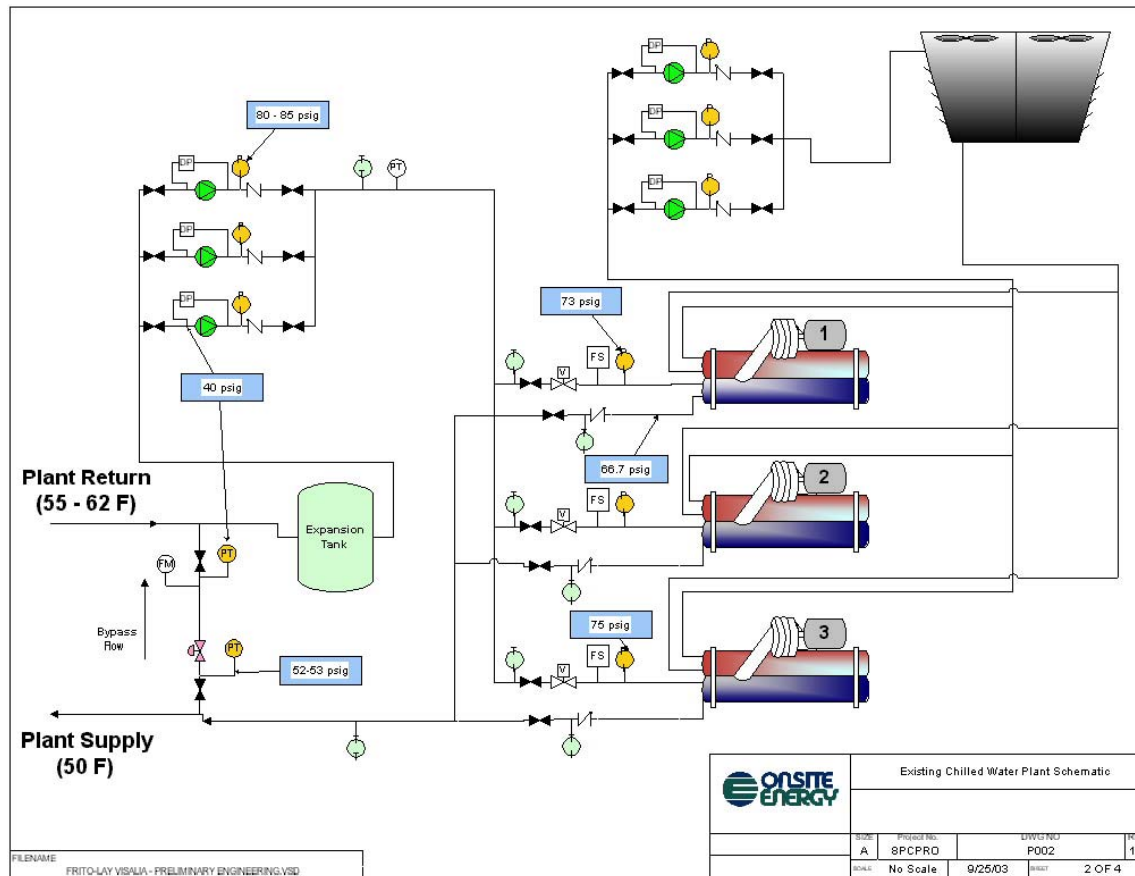 DP
P
DP
P
DP
P
80 - 85 psig
DP
P
T
PT
DP
P
DP
P
40 psig
73 psig
T
V
FS
P
1
T
66.7 psig
Plant Return
(55 - 62 F)
Expansion
Tank
T
V
FS
P
2
FM
PT
T
Bypass
Flow
PT
52-53 psig
75 psig
T
V
FS
P
3
Plant Supply
(50 F)
T
T
ONSITE
ENERGY
Existing Chilled Water Plant Schematic
SIZE
A
Project No.
8PCPRO
DWG NO
P002
1
SCALE
No Scale
9/25/03
SHEET
2 OF 4
FILENAME
FRITO-LAY VISALIA - PRELIMINARY ENGINEERING.VSD